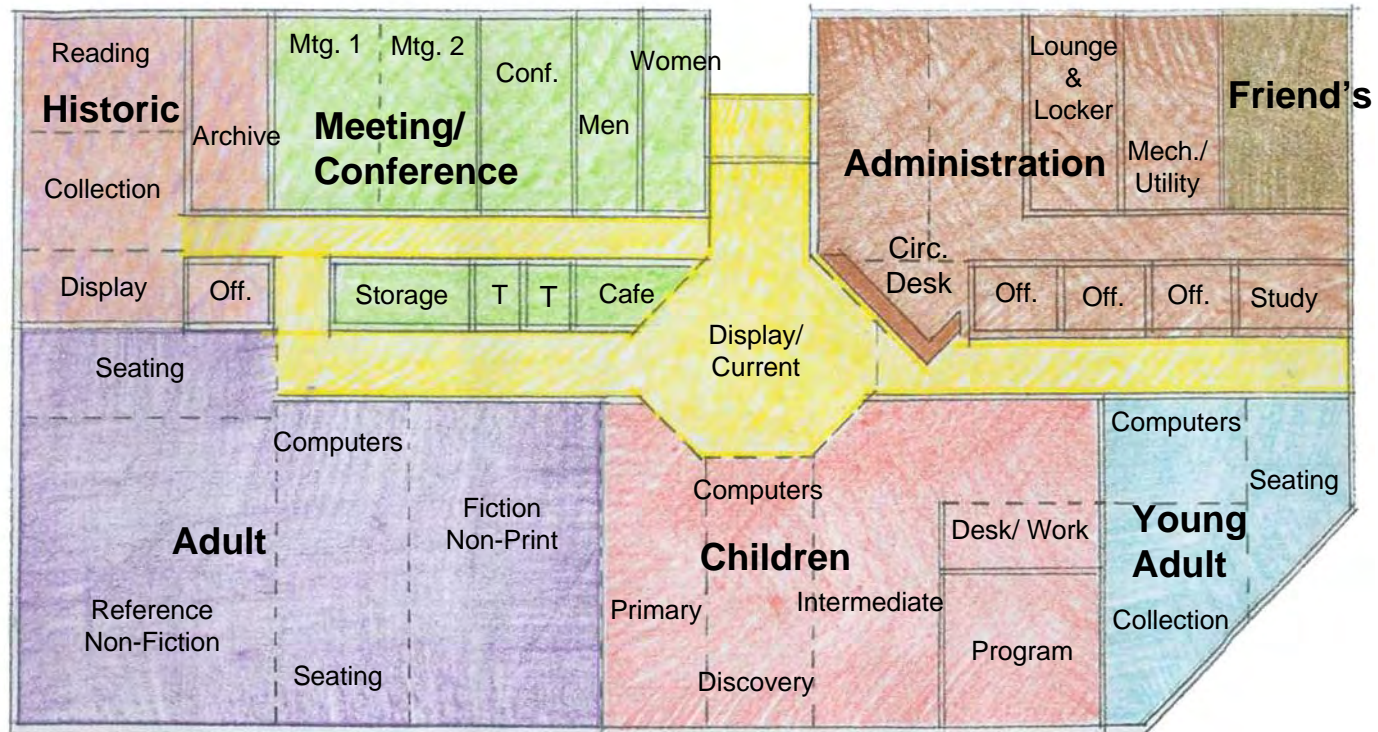 Reading
Historic
Collection
Display
Archive
Off.
Mtg. 1
Mtg. 2
Conf.
Men
Women
Meeting/
Conference
Storage
T
T
Cafe
Display/
Current
Administration
Lounge
&
Locker
Mech./
Utility
Friend's
Circ.
Desk
Off.
Off.
Off.
Study
Seating
Computers
Fiction
Non-Print
Adult
Reference
Non-Fiction
Seating
Computers
Children
Primary
Intermediate
Discovery
Desk/ Work
Program
Computers
Seating
Young
Adult
Collection